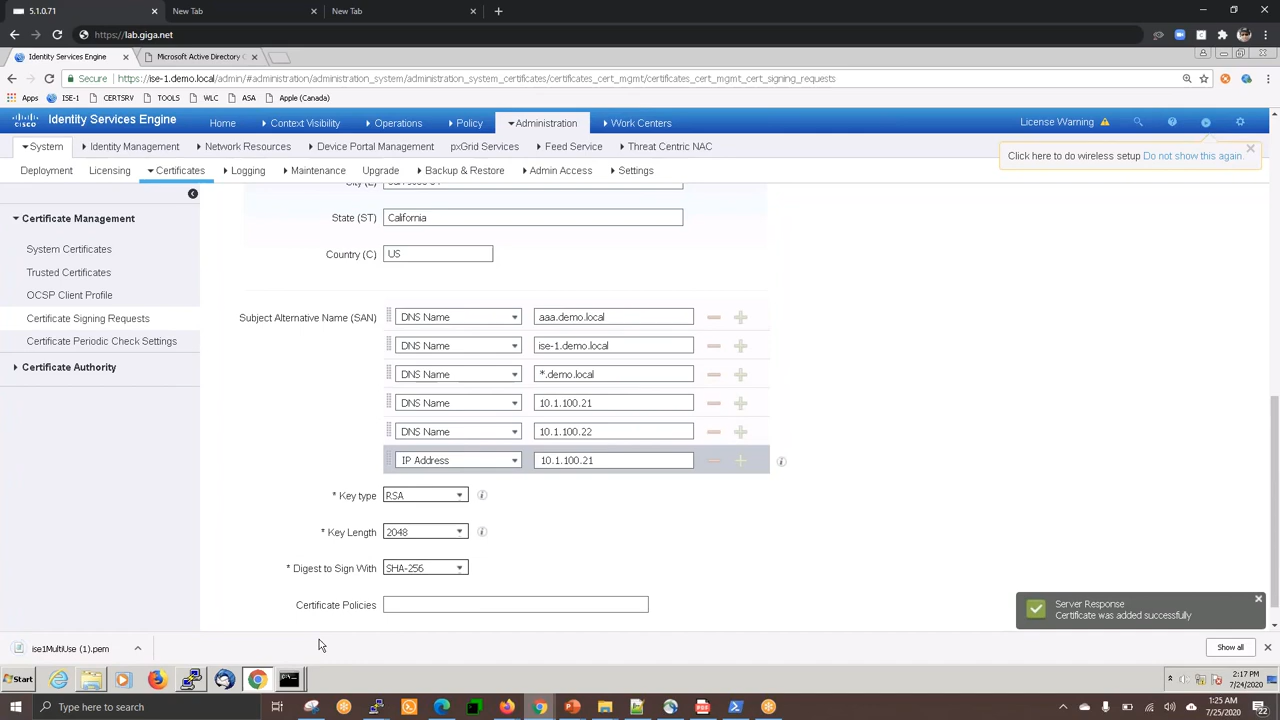 5.1.0.71
New Tab
New Tab
https://lab.giga.net
Identity Services Engine
Microsoft Active Directory C
Secure https://ise-1.demo.local/admin/#administration/administration_system/administration_system_certificates/certificates_cert_mgmt/certificates_cert_mgmt_cert_signing_requests
Apps ISE-1 CERTSRV TOOLS WLC ASA Apple (Canada)
CISCO Identity Services Engine Home Context Visibility Operations Policy Administration Work Centers License Warning
System Identity Management Network Resources Device Portal Management pxGrid Services Feed Service Threat Centric NAC
Click here to do wireless setup Do not show this again.
Deployment Licensing Certificates Logging Maintenance Upgrade Backup & Restore Admin Access Settings
Certificate Management
System Certificates
Trusted Certificates
OCSP Client Profile
Certificate Signing Requests
Certificate Periodic Check Settings
Certificate Authority
State (ST) California
Country (C) US
Subject Alternative Name (SAN) DNS Name aaa.demo.local
DNS Name ise-1.demo.local
DNS Name *.demo.local
DNS Name 10.1.100.21
DNS Name 10.1.100.22
IP Address 10.1.100.21
* Key type RSA
* Key Length 2048
* Digest to Sign With SHA-256
Certificate Policies
Server Response
Certificate was added successfully
ise1MultiUse (1).pem
Show all
Start
2:17 PM
7/24/2020
Type here to search
1:25 AM
7/25/2020
22